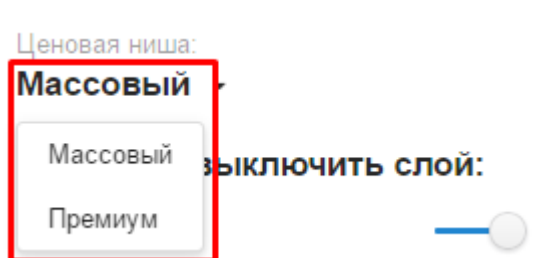 Ценовая ниша:
Массовый
Массовый
выключить слой:
Премиум